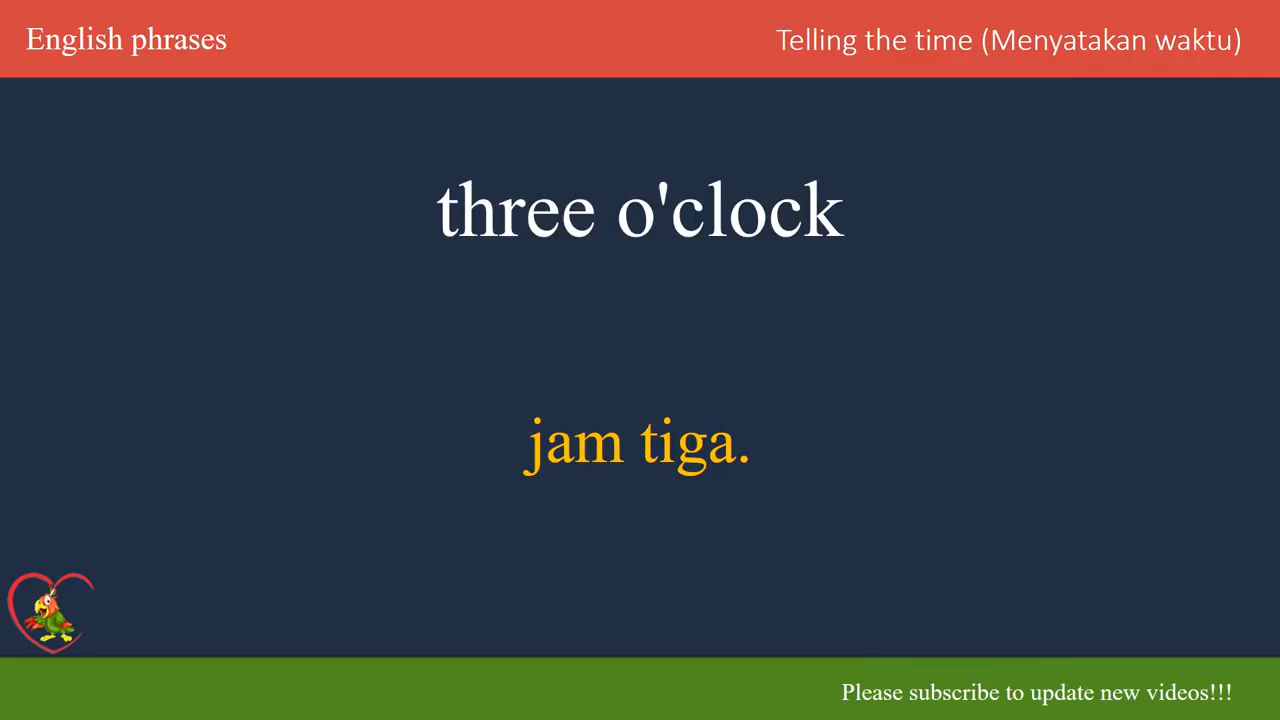 English phrases
Telling the time (Menyatakan waktu)
three o'clock
jam tiga.
Please subscribe to update new videos!!!